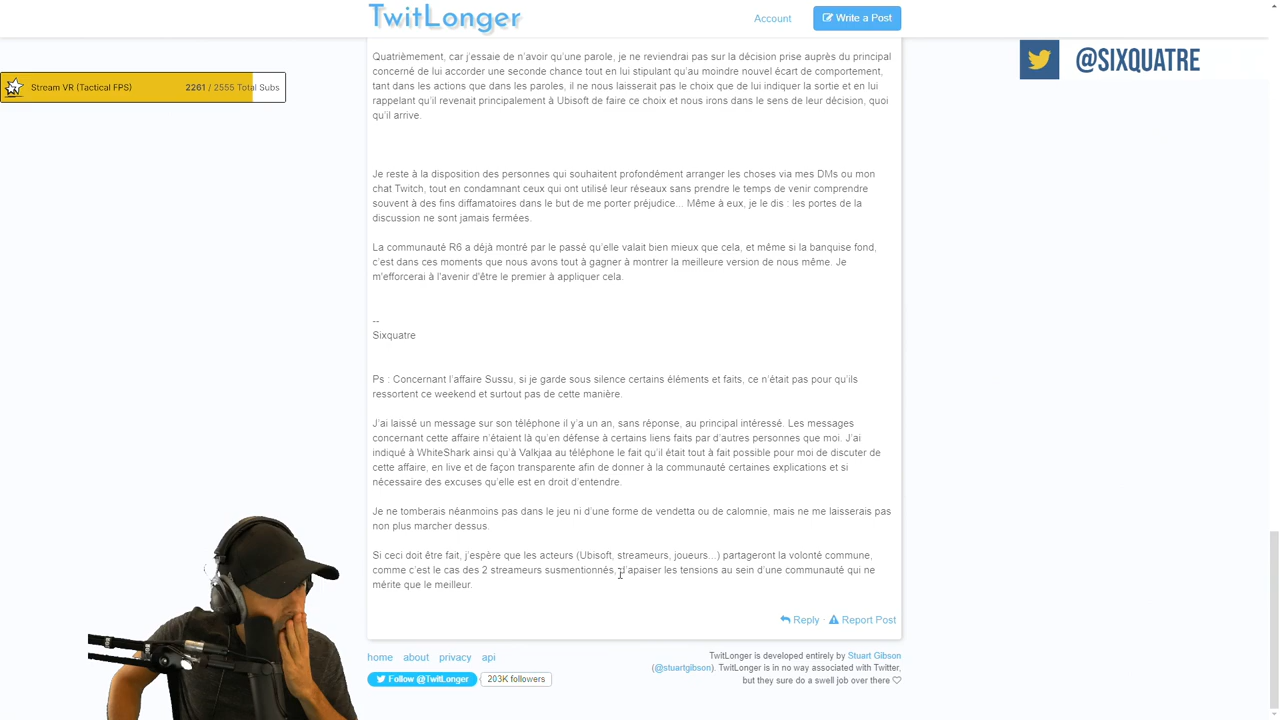 TwitLonger
Account
Write a Post
@SIXQUATRE
Stream VR (Tactical FPS)
2261 / 2555 Total Subs
Quatrièmement, car j'essaie de n'avoir qu'une parole, je ne reviendrai pas sur la décision prise auprès du principal
concerné de lui accorder une seconde chance tout en lui stipulant qu'au moindre nouvel écart de comportement,
tant dans les actions que dans les paroles, il ne nous laisserait pas le choix que de lui indiquer la sortie et en lui
rappelant qu'il revenait principalement à Ubisoft de faire ce choix et nous irons dans le sens de leur décision, quoi
qu'il arrive.
Je reste à la disposition des personnes qui souhaitent profondément arranger les choses via mes DMs ou mon
chat Twitch, tout en condamnant ceux qui ont utilisé leur réseaux sans prendre le temps de venir comprendre
souvent à des fins diffamatoires dans le but de me porter préjudice... Même à eux, je le dis : les portes de la
discussion ne sont jamais fermées.
La communauté R6 a déjà montré par le passé qu'elle valait bien mieux que cela, et même si la banquise fond,
c'est dans ces moments que nous avons tout à gagner à montrer la meilleure version de nous même. Je
m'efforcerai à l'avenir d'être le premier à appliquer cela.
--
Sixquatre
Ps : Concernant l'affaire Sussu, si je garde sous silence certains éléments et faits, ce n'était pas pour qu'ils
ressortent ce weekend et surtout pas de cette manière.
J'ai laissé un message sur son téléphone il y'a un an, sans réponse, au principal intéressé. Les messages
concernant cette affaire n'étaient là qu'en défense à certains liens faits par d'autres personnes que moi. J'ai
indiqué à WhiteShark ainsi qu'à Valkjaa au téléphone le fait qu'il était tout à fait possible pour moi de discuter de
cette affaire, en live et de façon transparente afin de donner à la communauté certaines explications et si
nécessaire des excuses qu'elle est en droit d'entendre.
Je ne tomberais néanmoins pas dans le jeu ni d'une forme de vendetta ou de calomnie, mais ne me laisserais pas
non plus marcher dessus.
Si ceci doit être fait, j'espère que les acteurs (Ubisoft, streameurs, joueurs...) partageront la volonté commune,
comme c'est le cas des 2 streameurs susmentionnés, d'apaiser les tensions au sein d'une communauté qui ne
mérite que le meilleur.
Reply · Report Post
home about privacy api
Follow @TwitLonger 203K followers
TwitLonger is developed entirely by Stuart Gibson
(@stuartgibson). TwitLonger is in no way associated with Twitter,
but they sure do a swell job over there